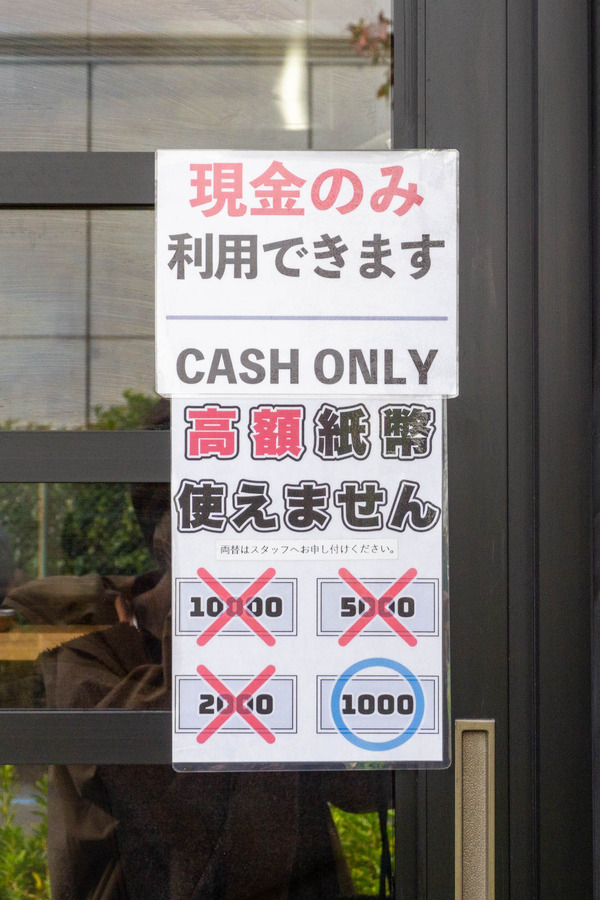 現金のみ
利用できます
CASH ONLY
高額紙幣
使えません
両替はスタッフへお申し付けください。
10000 5000
2000 1000